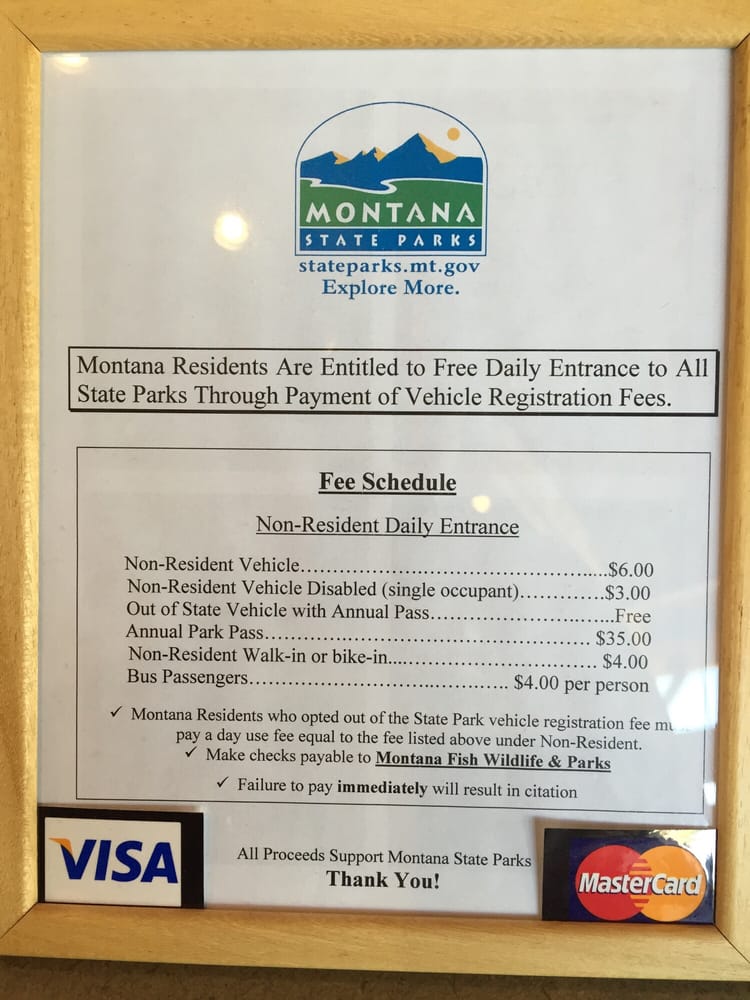 MONTANA
STATE PARKS
stateparks.mt.gov
Explore More.
Montana Residents Are Entitled to Free Daily Entrance to All
State Parks Through Payment of Vehicle Registration Fees.
Fee Schedule
Non-Resident Daily Entrance
Non-Resident Vehicle.......................................................$6.00
Non-Resident Vehicle Disabled (single occupant)............$3.00
Out of State Vehicle with Annual Pass..............................Free
Annual Park Pass......................................................... $35.00
Non-Resident Walk-in or bike-in..................................... $4.00
Bus Passengers............................................. $4.00 per person
✓ Montana Residents who opted out of the State Park vehicle registration fee
pay a day use fee equal to the fee listed above under Non-Resident.
✓ Make checks payable to Montana Fish Wildlife & Parks
✓ Failure to pay immediately will result in citation
VISA
All Proceeds Support Montana State Parks
Thank You!
MasterCard